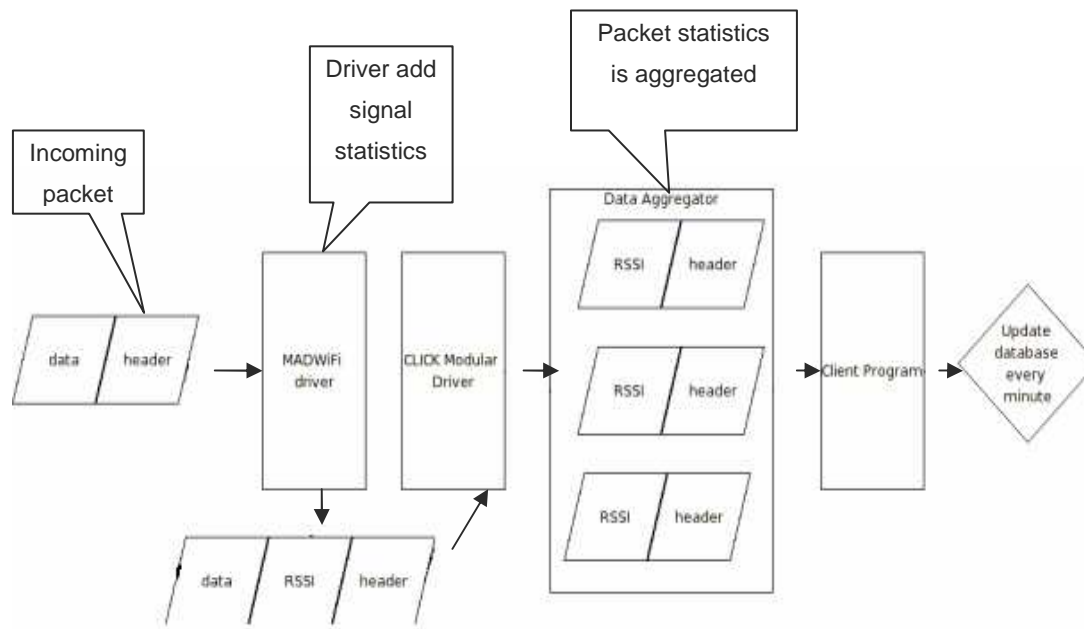 Incoming
packet
Driver add
signal
statistics
Packet statistics
is aggregated
data
header
MADWiFi
driver
data
RSSI
header
CLICK Modular
Driver
Data Aggregator
RSSI
header
RSSI
header
RSSI
header
Client Program
Update
database
every
minute